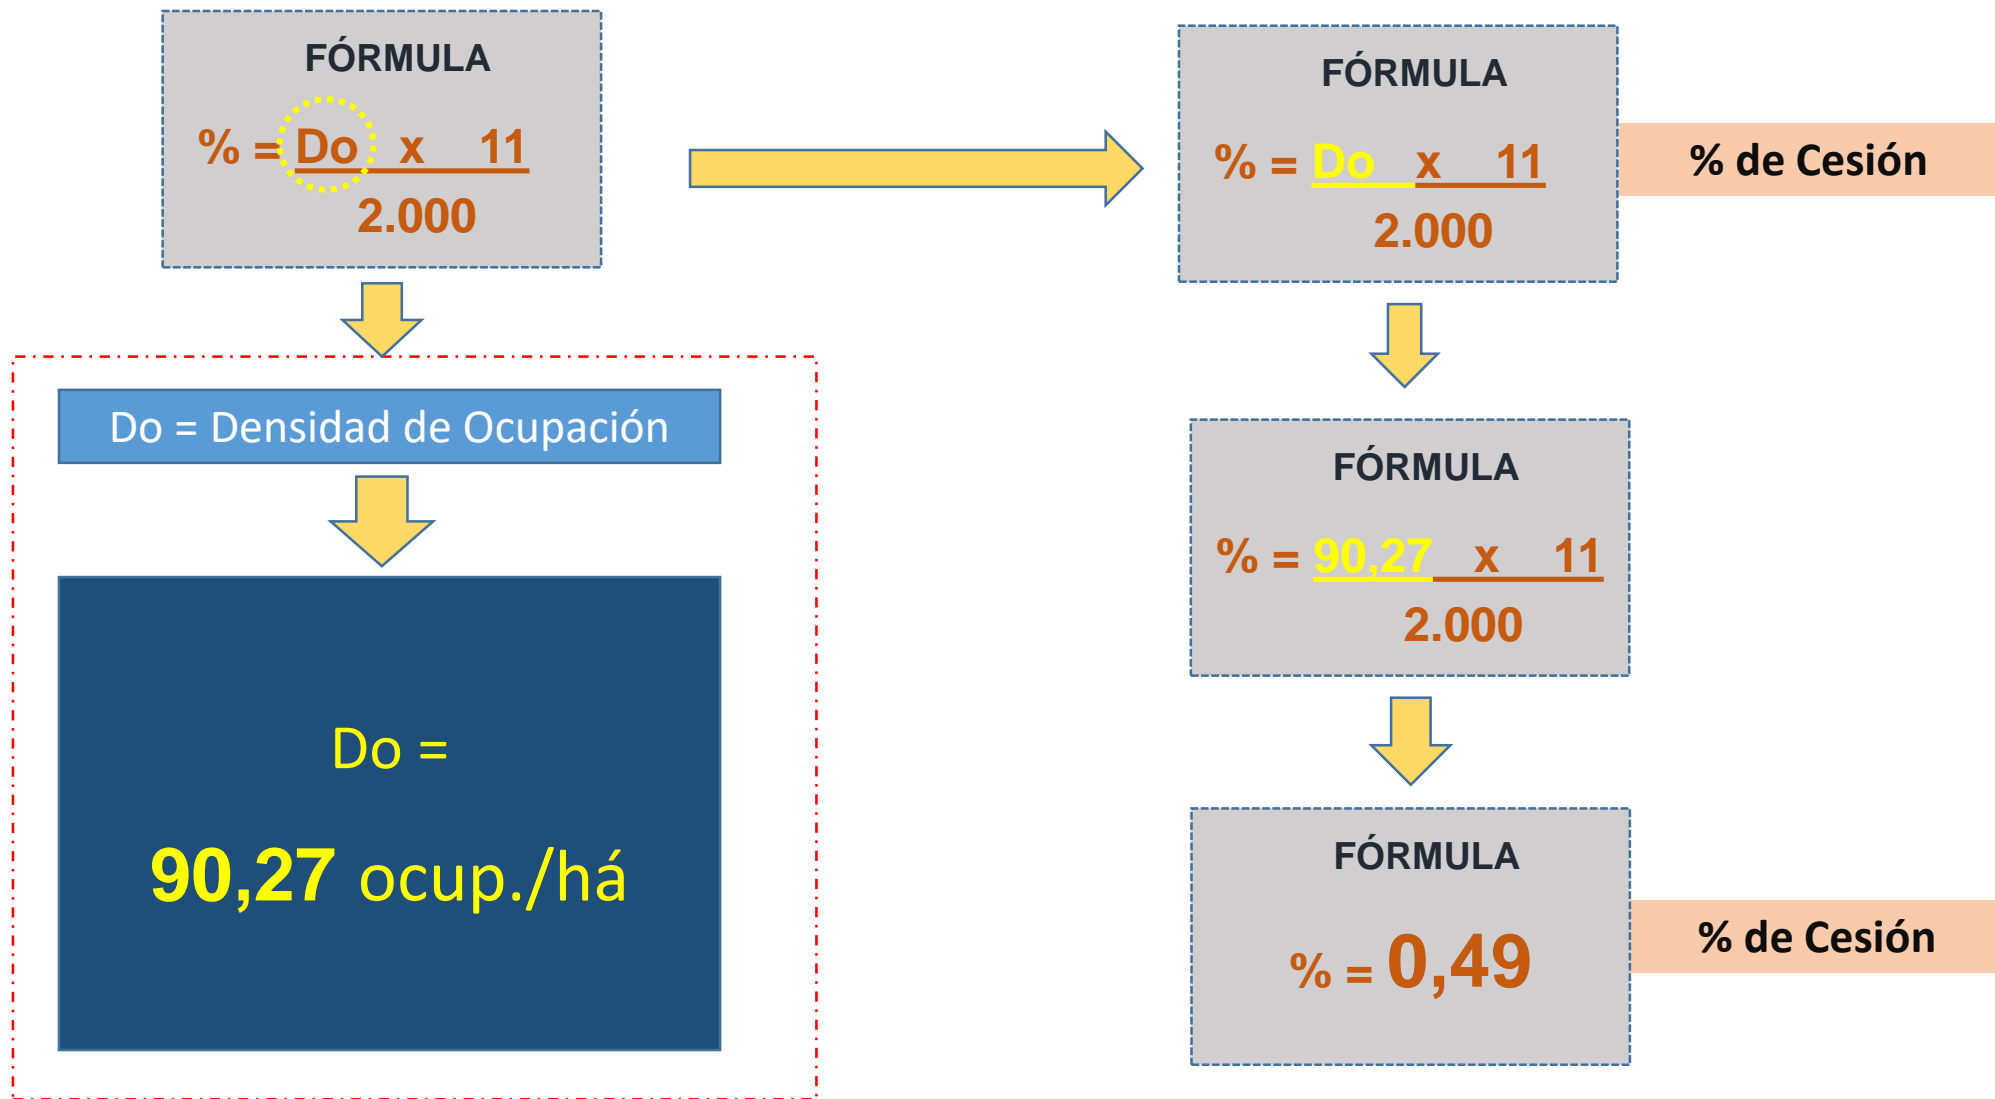 FÓRMULA
% = Do x 11
2.000
Do = Densidad de Ocupación
Do =
90,27 ocup./há
FÓRMULA
% = Do x 11
2.000
% de Cesión
FÓRMULA
% = 90,27 x 11
2.000
FÓRMULA
% = 0,49
% de Cesión